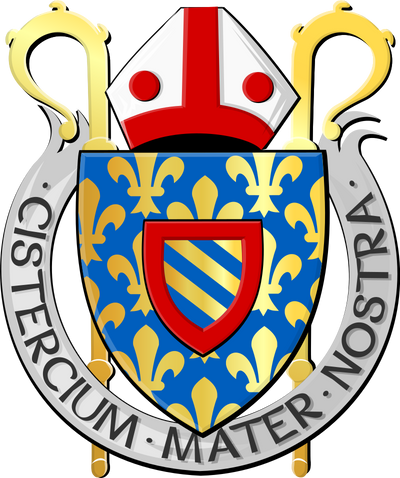 · CISTERCIUM · MATER · NOSTRA ·